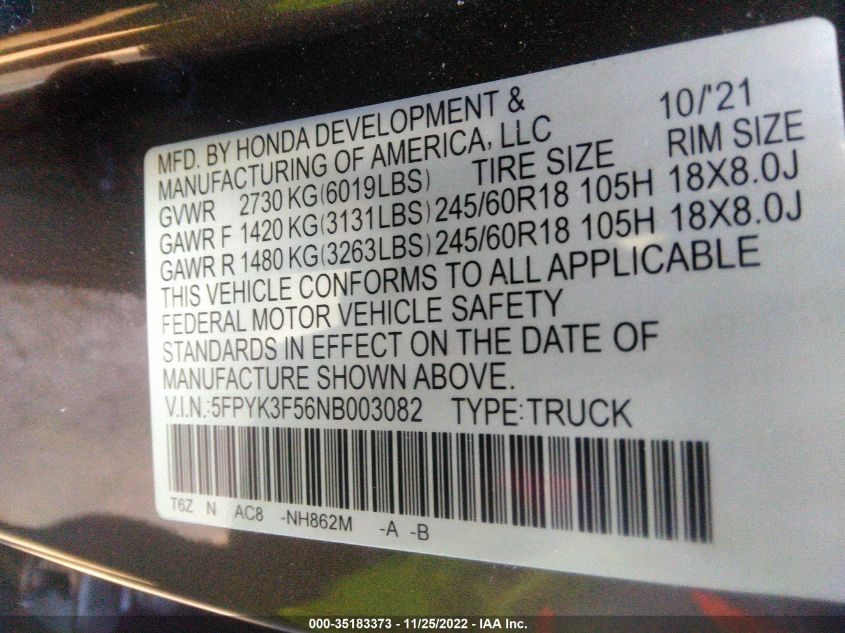 MFD. BY HONDA DEVELOPMENT & 10/'21
MANUFACTURING OF AMERICA, LLC
GVWR 2730 KG(6019LBS) TIRE SIZE RIM SIZE
GAWR F 1420 KG(3131LBS) 245/60R18 105H 18X8.0J
GAWR R 1480 KG(3263LBS) 245/60R18 105H 18X8.0J
THIS VEHICLE CONFORMS TO ALL APPLICABLE
FEDERAL MOTOR VEHICLE SAFETY
STANDARDS IN EFFECT ON THE DATE OF
MANUFACTURE SHOWN ABOVE.
V.I.N.:5FPYK3F56NB003082 TYPE:TRUCK
T6Z N AC8 -NH862M -A -B
000-35183373 - 11/25/2022 - IAA Inc.